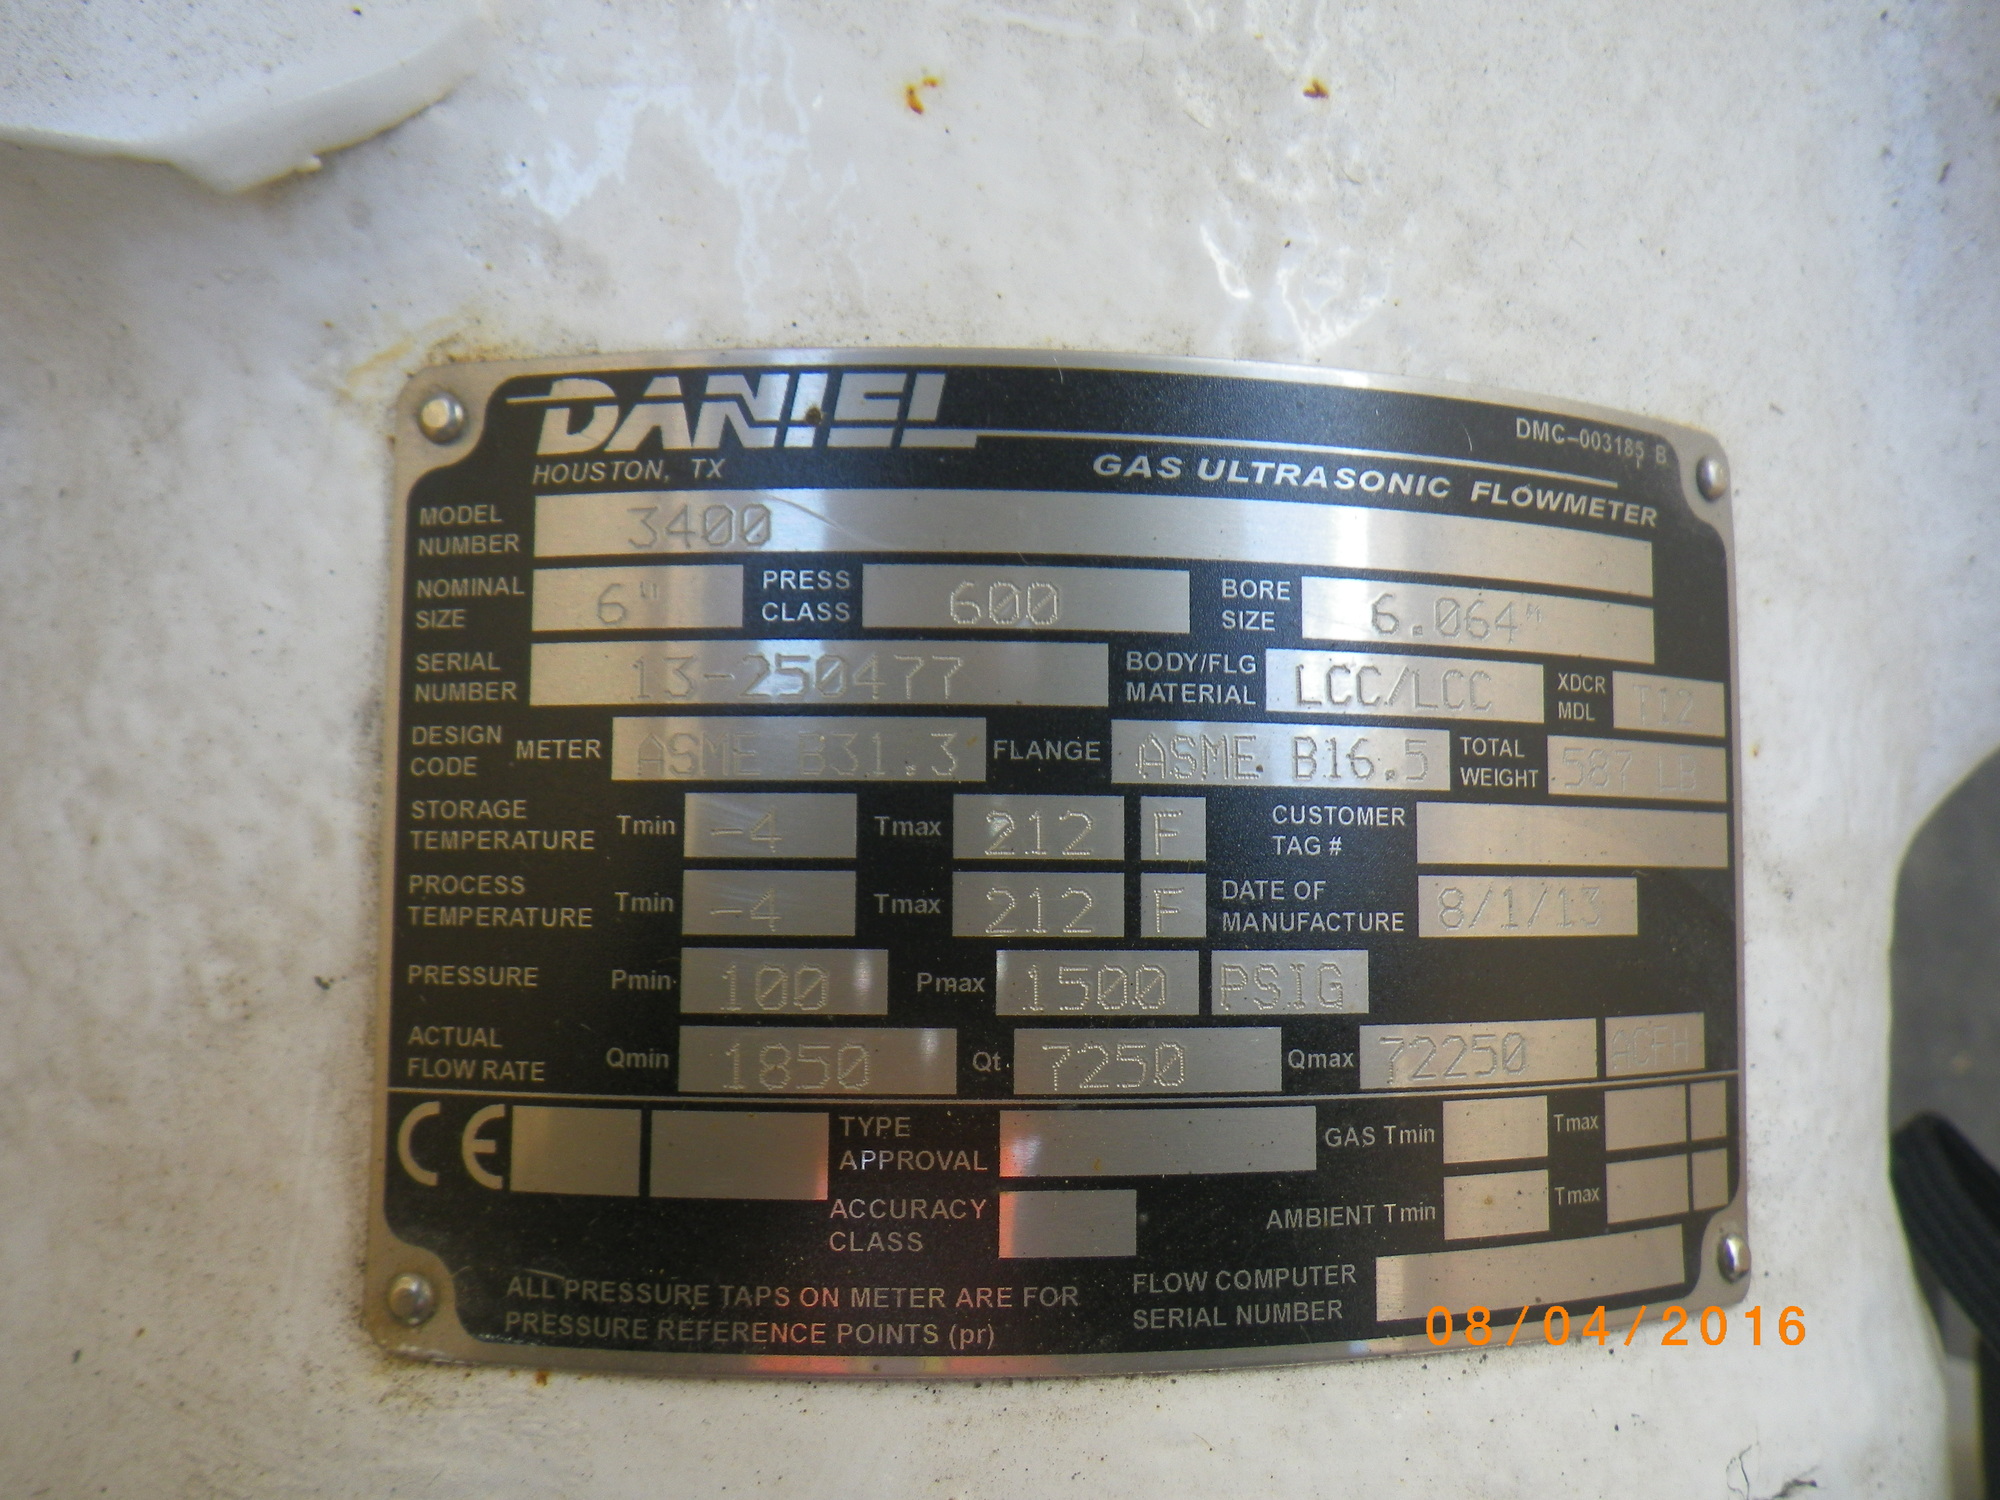 DANIEL
HOUSTON, TX
DMC-003185 B
GAS ULTRASONIC FLOWMETER
MODEL NUMBER 3400
NOMINAL SIZE 6" PRESS CLASS 600 BORE SIZE 6.064"
SERIAL NUMBER 13-250477 BODY/FLG MATERIAL LCC/LCC XDCR MDL T12
DESIGN CODE METER ASME B31.3 FLANGE ASME B16.5 TOTAL WEIGHT 587 LB
STORAGE TEMPERATURE Tmin -4 Tmax 212 F CUSTOMER TAG #
PROCESS TEMPERATURE Tmin -4 Tmax 212 F DATE OF MANUFACTURE 8/1/13
PRESSURE Pmin 100 Pmax 1500 PSIG
ACTUAL FLOW RATE Qmin 1850 Qt 7250 Qmax 72250 ACFH
CE TYPE APPROVAL GAS Tmin Tmax
ACCURACY CLASS AMBIENT Tmin Tmax
ALL PRESSURE TAPS ON METER ARE FOR
PRESSURE REFERENCE POINTS (pr)
FLOW COMPUTER
SERIAL NUMBER
08/04/2016